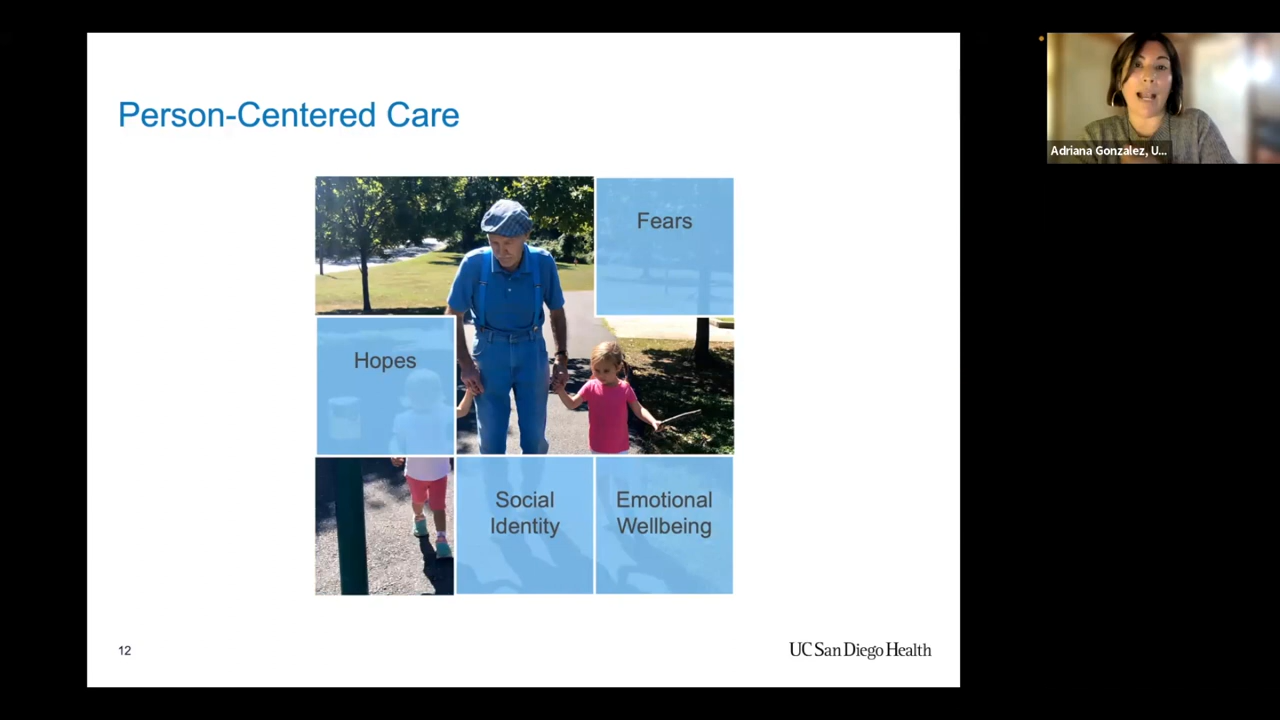 Person-Centered Care
Fears
Hopes
Social
Identity
Emotional
Wellbeing
12
UC San Diego Health
Adriana Gonzalez, U...